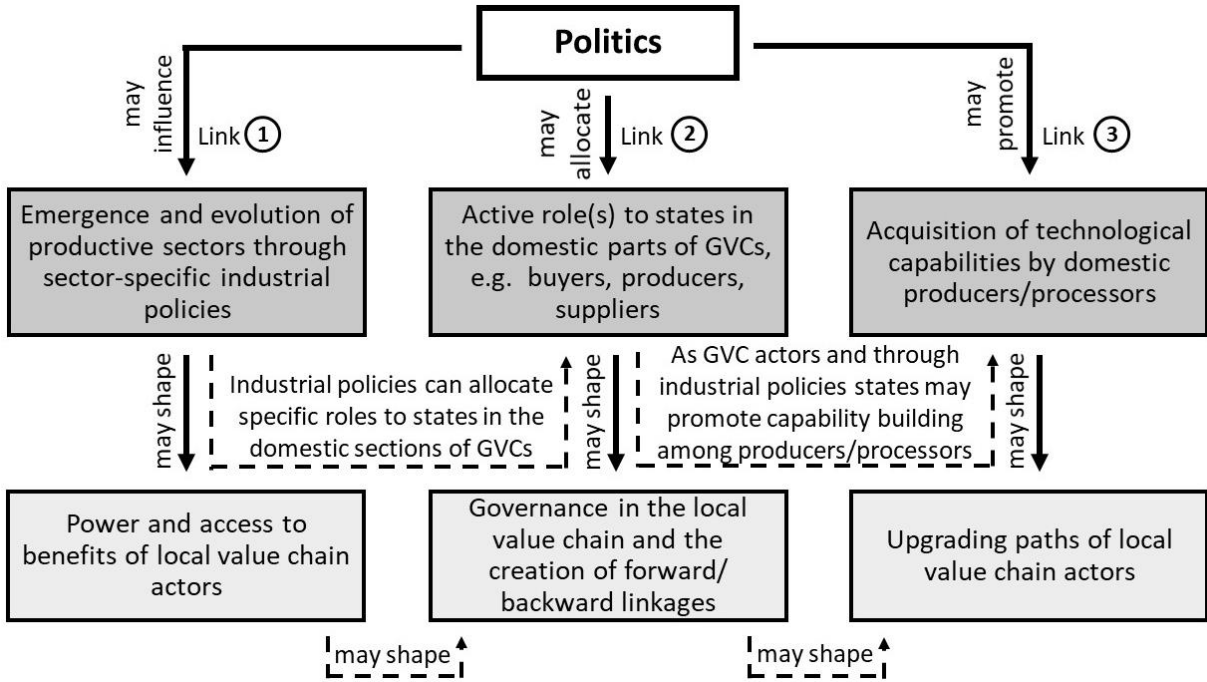 Politics
may
influence
Link 1
may
allocate
Link 2
may
promote
Link 3
Emergence and evolution of
productive sectors through
sector-specific industrial
policies
Active role(s) to states in
the domestic parts of GVCs,
e.g. buyers, producers,
suppliers
Acquisition of technological
capabilities by domestic
producers/processors
may shape
Industrial policies can allocate
specific roles to states in the
domestic sections of GVCs
may shape
As GVC actors and through
industrial policies states may
promote capability building
among producers/processors
may shape
Power and access to
benefits of local value chain
actors
Governance in the local
value chain and the
creation of forward/
backward linkages
Upgrading paths of local
value chain actors
may shape
may shape